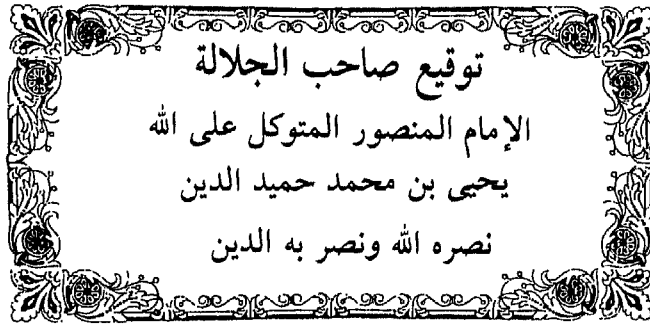 توقيع صاحب الجلالة
الإمام المنصور المتوكل على الله
يحيى بن محمد حميد الدين
نصره الله ونصر به الدين